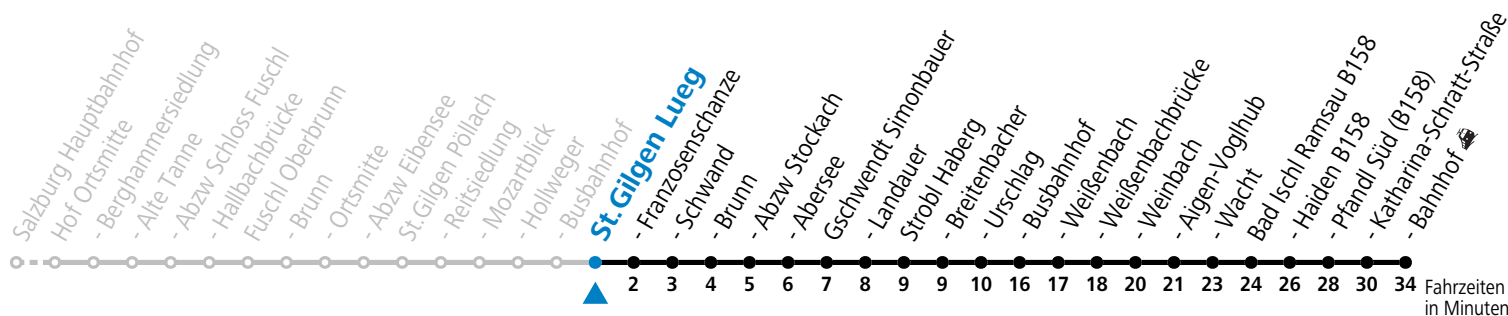 Salzburg Hauptbahnhof
Hof Ortsmitte
- Berghammersiedlung
- Alte Tanne
- Abzw Schloss Fuschl
- Hallbachbrücke
Fuschl Oberbrunn
- Brunn
- Ortsmitte
- Abzw Eibensee
St.Gilgen Pöllach
- Reitsiedlung
- Mozartblick
- Hollweger
- Busbahnhof
St.Gilgen Lueg
- Franzosenschanze
- Schwand
- Brunn
- Abzw Stockach
- Abersee
Gschwendt Simonbauer
- Landauer
Strobl Haberg
- Breitenbacher
- Urschlag
- Busbahnhof
- Weißenbach
- Weißenbachbrücke
- Weinbach
- Aigen-Voglhub
- Wacht
Bad Ischl Ramsau B158
- Haiden B158
- Pfandl Süd (B158)
- Katharina-Schratt-Straße
- Bahnhof
2 3 4 5 6 7 8 9 9 10 16 17 18 20 21 23 24 26 28 30 34
Fahrzeiten
in Minuten